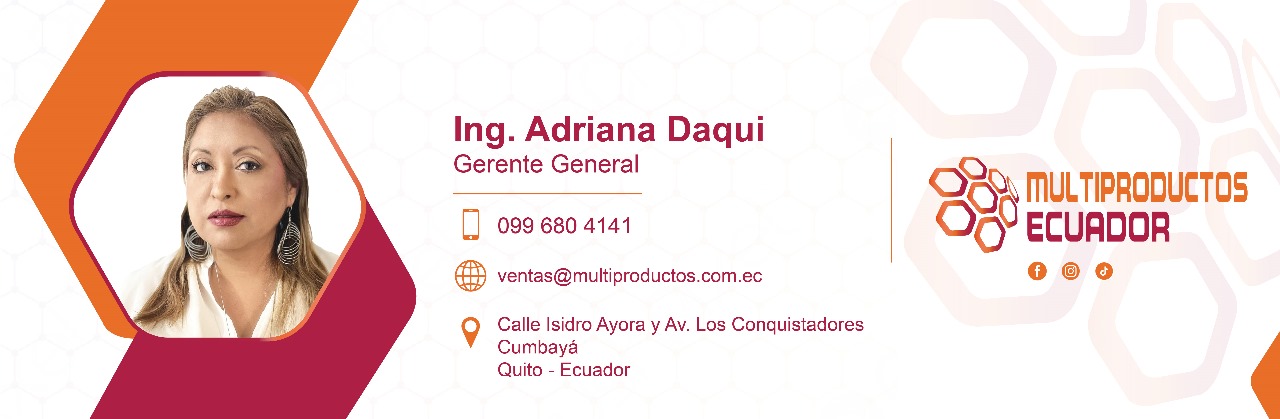 Ing. Adriana Daqui
Gerente General
099 680 4141
ventas@multiproductos.com.ec
Calle Isidro Ayora y Av. Los Conquistadores
Cumbayá
Quito - Ecuador
MULTIPRODUCTOS
ECUADOR